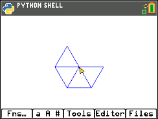 PYTHON SHELL
Fns… a A # Tools Editor Files